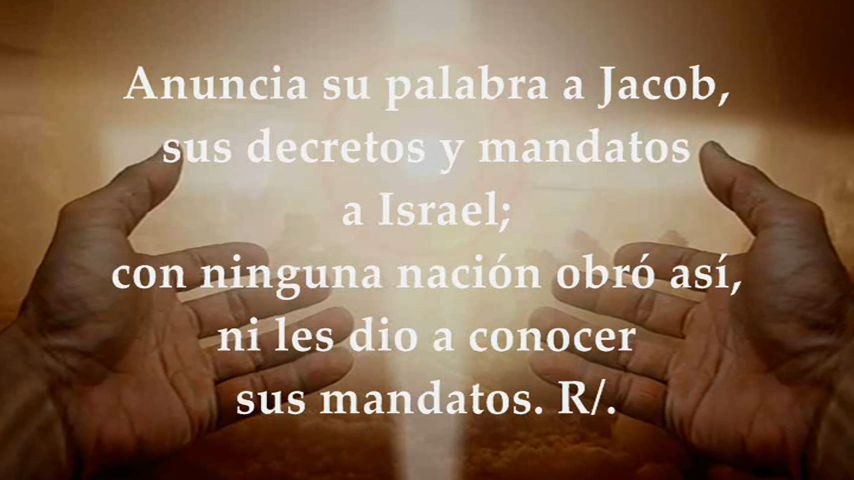 Anuncia su palabra a Jacob,
sus decretos y mandatos
a Israel;
con ninguna nación obró así,
ni les dio a conocer
sus mandatos. R/.